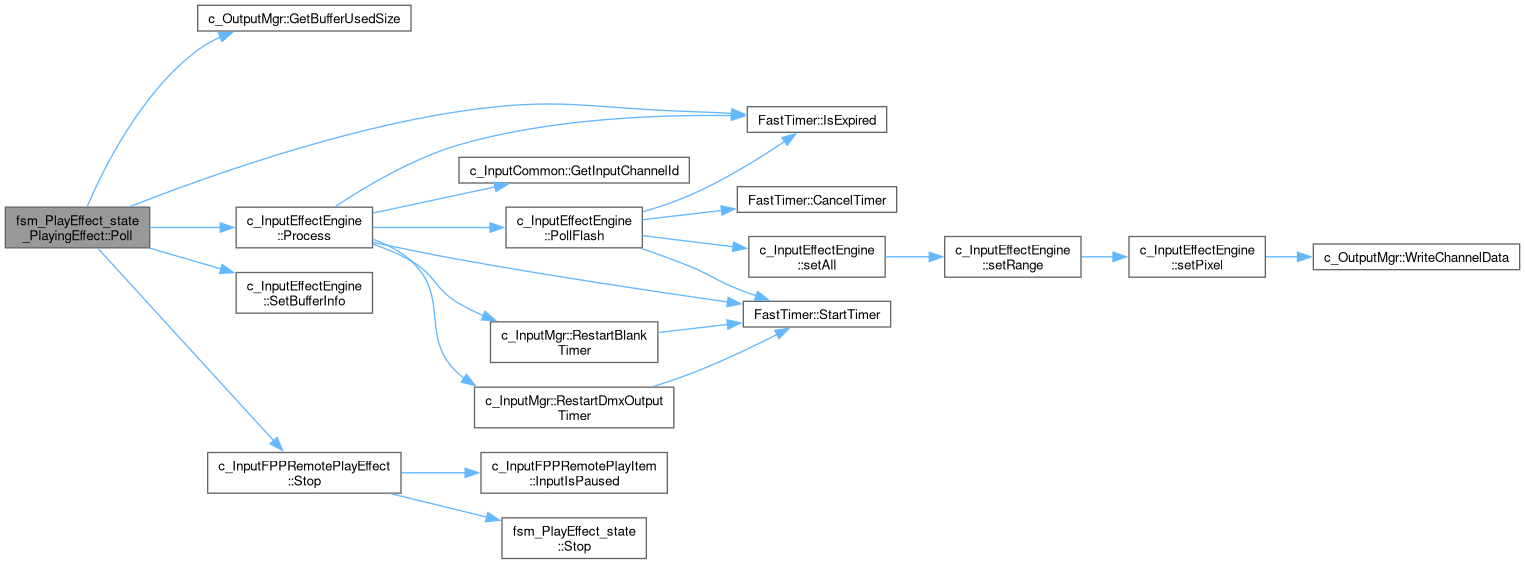 c_OutputMgr::GetBufferUsedSize
FastTimer::IsExpired
c_InputCommon::GetInputChannelId
FastTimer::CancelTimer
fsm_PlayEffect_state
_PlayingEffect::Poll
c_InputEffectEngine
::Process
c_InputEffectEngine
::PollFlash
c_InputEffectEngine
::setAll
c_InputEffectEngine
::setRange
c_InputEffectEngine
::setPixel
c_OutputMgr::WriteChannelData
c_InputEffectEngine
::SetBufferInfo
FastTimer::StartTimer
c_InputMgr::RestartBlank
Timer
c_InputMgr::RestartDmxOutput
Timer
c_InputFPPRemotePlayEffect
::Stop
c_InputFPPRemotePlayItem
::InputIsPaused
fsm_PlayEffect_state
::Stop